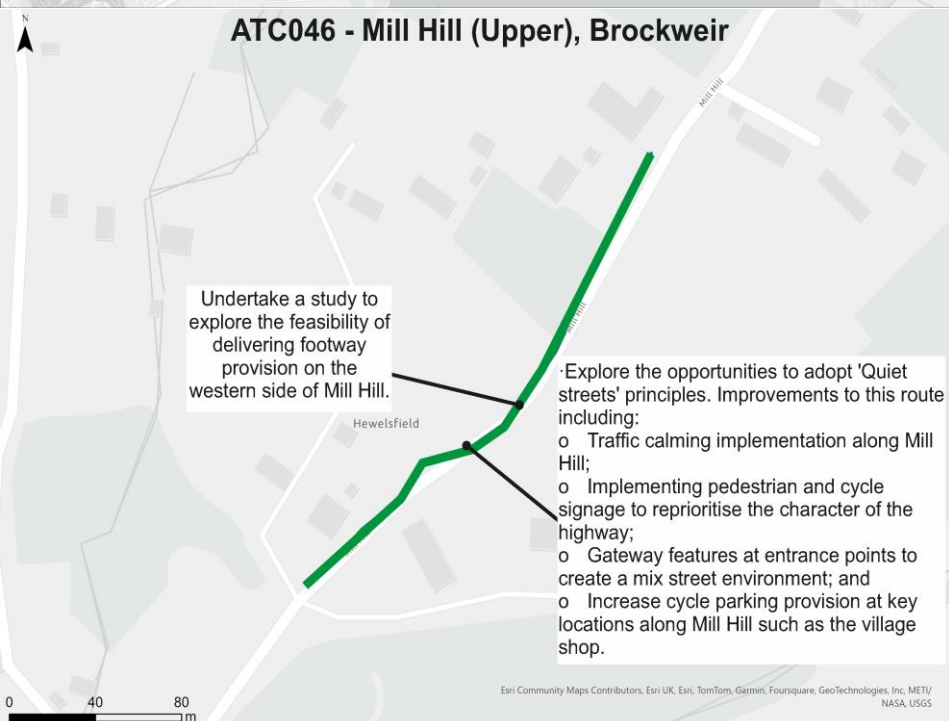 N
ATC046 - Mill Hill (Upper), Brockweir
Mill Hill
Undertake a study to
explore the feasibility of
delivering footway
provision on the
western side of Mill Hill.
Mill Hill
·Explore the opportunities to adopt 'Quiet
streets' principles. Improvements to this route
including:
o Traffic calming implementation along Mill
Hill;
o Implementing pedestrian and cycle
signage to reprioritise the character of the
highway;
o Gateway features at entrance points to
create a mix street environment; and
o Increase cycle parking provision at key
locations along Mill Hill such as the village
shop.
Hewelsfield
0 40 80
m
Esri Community Maps Contributors, Esri UK, Esri, TomTom, Garmin, Foursquare, GeoTechnologies, Inc, METI/
NASA, USGS